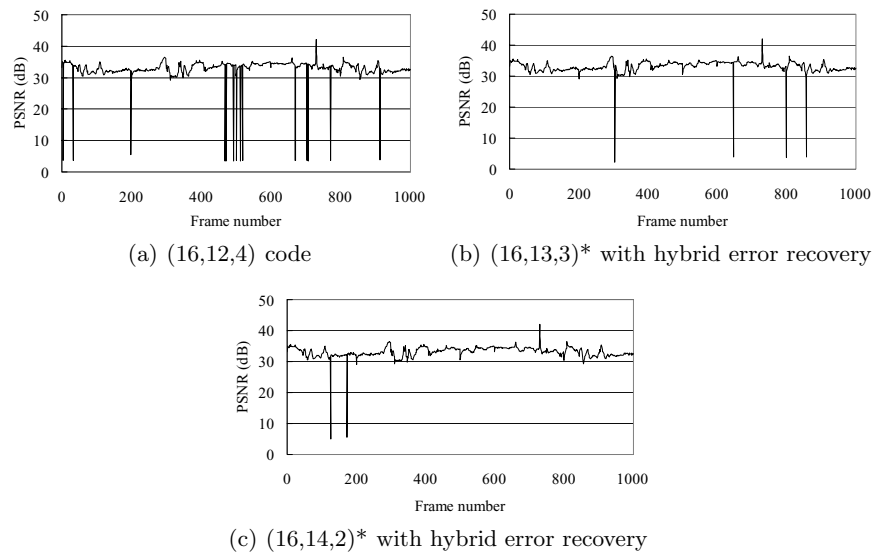 50
40
30
20
10
0
PSNR (dB)
0 200 400 600 800 1000
Frame number
(a) (16,12,4) code
50
40
30
20
10
0
PSNR (dB)
0 200 400 600 800 1000
Frame number
(b) (16,13,3)* with hybrid error recovery
50
40
30
20
10
0
PSNR (dB)
0 200 400 600 800 1000
Frame number
(c) (16,14,2)* with hybrid error recovery